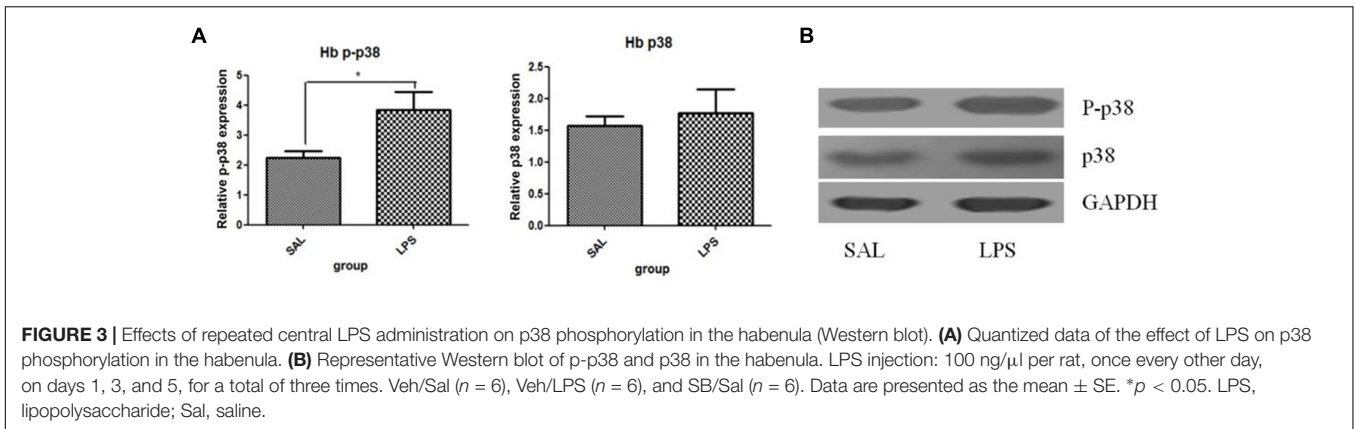 A
B
Hb p-p38
Hb p38
*
Relative p-p38 expression
5
4
3
2
1
0
SAL
LPS
group
Relative p38 expression
2.5
2.0
1.5
1.0
0.5
0.0
SAL
LPS
group
P-p38
p38
GAPDH
SAL LPS
FIGURE 3 | Effects of repeated central LPS administration on p38 phosphorylation in the habenula (Western blot). (A) Quantized data of the effect of LPS on p38
phosphorylation in the habenula. (B) Representative Western blot of p-p38 and p38 in the habenula. LPS injection: 100 ng/μl per rat, once every other day,
on days 1, 3, and 5, for a total of three times. Veh/Sal (n = 6), Veh/LPS (n = 6), and SB/Sal (n = 6). Data are presented as the mean ± SE. *p < 0.05. LPS,
lipopolysaccharide; Sal, saline.